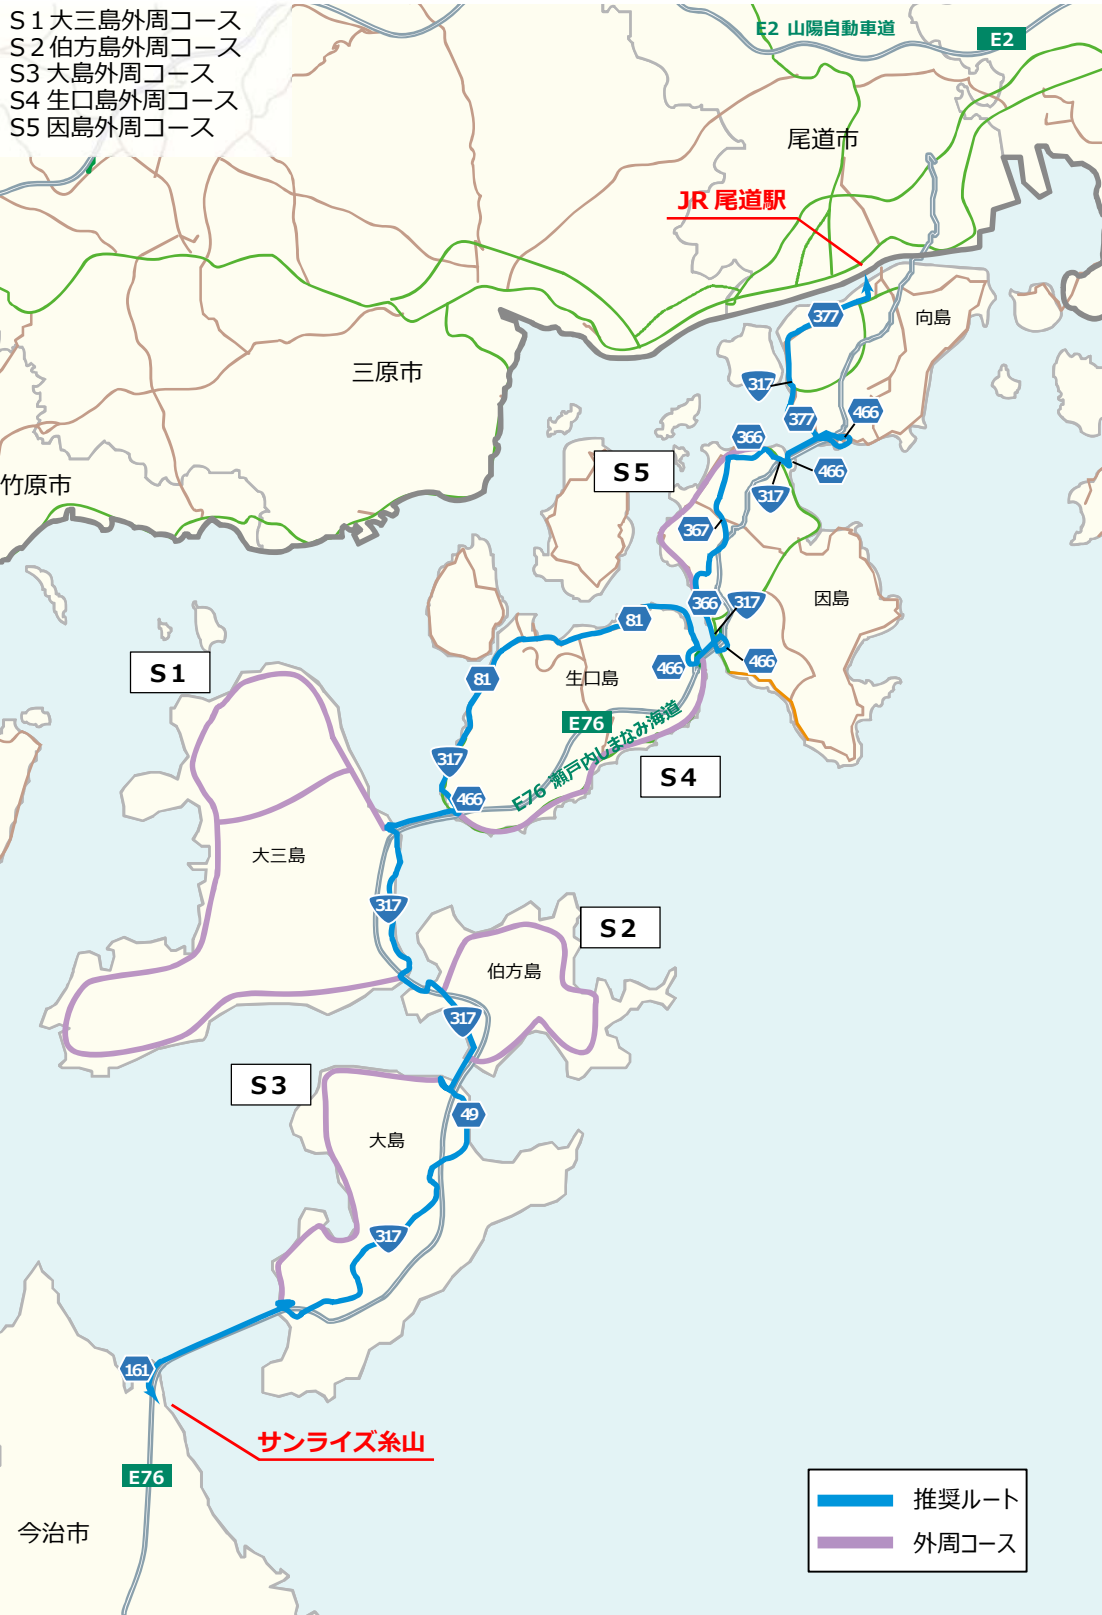 S1 大三島外周コース
S2 伯方島外周コース
S3 大島外周コース
S4 生口島外周コース
S5 因島外周コース
E2 山陽自動車道
E2
尾道市
JR 尾道駅
377
向島
317
三原市
377
466
366
S5
466
竹原市
317
367
因島
366
317
81
466
466
S1
81
生口島
E76
E76 瀬戸内しまなみ海道
317
S4
466
大三島
317
S2
伯方島
317
S3
49
大島
317
161
サンライズ糸山
E76
推奨ルート
今治市
外周コース